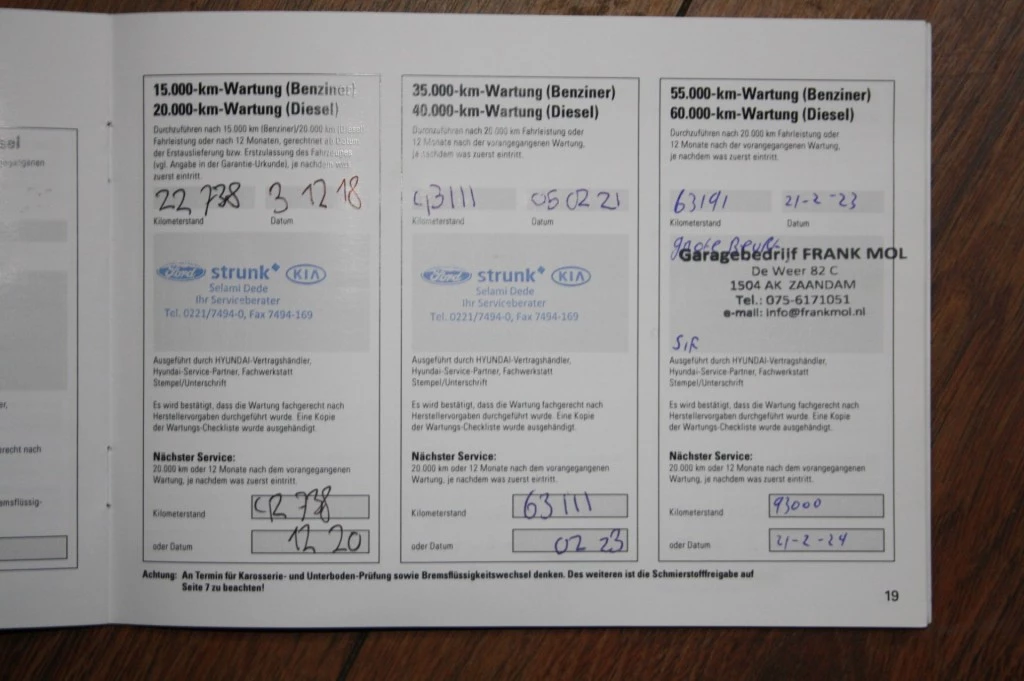 sel
15.000-km-Wartung (Benziner)
20.000-km-Wartung (Diesel)
Durchzuführen nach 15.000 km (Benziner)/20.000 km (Diesel)
Fahrleistung oder nach 12 Monaten, gerechnet ab Datum
der Erstauslieferung bzw. Erstzulassung des Fahrzeuges
(vgl. Angabe in der Garantie-Urkunde), je nachdem was
zuerst eintritt.
22 738 3 12 18
Kilometerstand Datum
Ford strunk KIA
Selami Dede
Ihr Serviceberater
Tel. 0221/7494-0, Fax 7494-169
Ausgeführt durch HYUNDAI-Vertragshändler,
Hyundai-Service-Partner, Fachwerkstatt
Stempel/Unterschrift
Es wird bestätigt, dass die Wartung fachgerecht nach
Herstellervorgaben durchgeführt wurde. Eine Kopie
der Wartungs-Checkliste wurde ausgehändigt.
Nächster Service:
20.000 km oder 12 Monate nach dem vorangegangenen
Wartung, je nachdem was zuerst eintritt.
Kilometerstand 738
oder Datum 12 20
35.000-km-Wartung (Benziner)
40.000-km-Wartung (Diesel)
Durchzuführen nach 20.000 km Fahrleistung oder
12 Monate nach der vorangegangenen Wartung,
je nachdem was zuerst eintritt.
43111 05 02 21
Kilometerstand Datum
Ford strunk KIA
Selami Dede
Ihr Serviceberater
Tel. 0221/7494-0, Fax 7494-169
Ausgeführt durch HYUNDAI-Vertragshändler,
Hyundai-Service-Partner, Fachwerkstatt
Stempel/Unterschrift
Es wird bestätigt, dass die Wartung fachgerecht nach
Herstellervorgaben durchgeführt wurde. Eine Kopie
der Wartungs-Checkliste wurde ausgehändigt.
Nächster Service:
20.000 km oder 12 Monate nach dem vorangegangenen
Wartung, je nachdem was zuerst eintritt.
Kilometerstand 63111
oder Datum 02 23
55.000-km-Wartung (Benziner)
60.000-km-Wartung (Diesel)
Durchzuführen nach 20.000 km Fahrleistung oder
12 Monate nach der vorangegangenen Wartung,
je nachdem was zuerst eintritt.
63191 21-2-23
Kilometerstand Datum
grote Beurt
Garagebedrijf FRANK MOL
De Weer 82 C
1504 AK ZAANDAM
Tel.: 075-6171051
e-mail: info@frankmol.nl
Ausgeführt durch HYUNDAI-Vertragshändler,
Hyundai-Service-Partner, Fachwerkstatt
Stempel/Unterschrift
Es wird bestätigt, dass die Wartung fachgerecht nach
Herstellervorgaben durchgeführt wurde. Eine Kopie
der Wartungs-Checkliste wurde ausgehändigt.
Nächster Service:
20.000 km oder 12 Monate nach dem vorangegangenen
Wartung, je nachdem was zuerst eintritt.
Kilometerstand 93000
oder Datum 21-2-24
Achtung: An Termin für Karosserie- und Unterboden-Prüfung sowie Bremsflüssigkeitswechsel denken. Des weiteren ist die Schmierstofffreigabe auf
Seite 7 zu beachten!
19